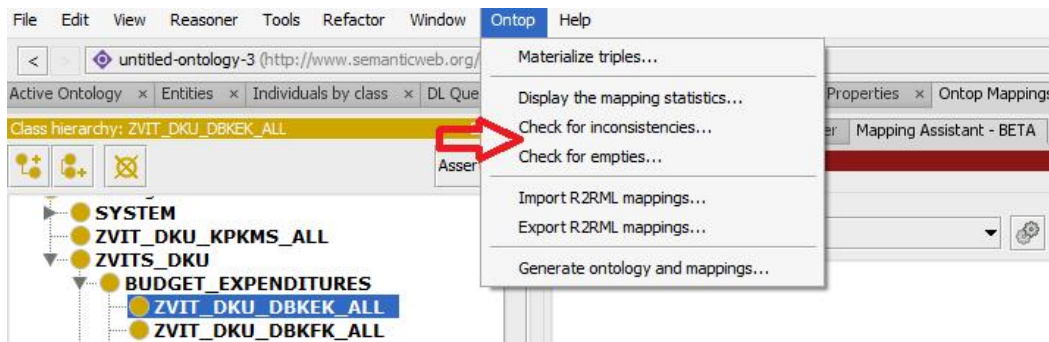 File Edit View Reasoner Tools Refactor Window Ontop Help
< > untitled-ontology-3 (http://www.semanticweb.org/
Materialize triples...
Active Ontology × Entities × Individuals by class × DL Que
Properties × Ontop Mappings
Display the mapping statistics...
Class hierarchy: ZVIT_DKU_DBKEK_ALL
Check for inconsistencies...
er Mapping Assistant - BETA
Asser
Check for empties...
Import R2RML mappings...
SYSTEM
ZVIT_DKU_KPKMS_ALL
Export R2RML mappings...
ZVITS_DKU
Generate ontology and mappings...
BUDGET_EXPENDITURES
ZVIT_DKU_DBKEK_ALL
ZVIT_DKU_DBKFK_ALL